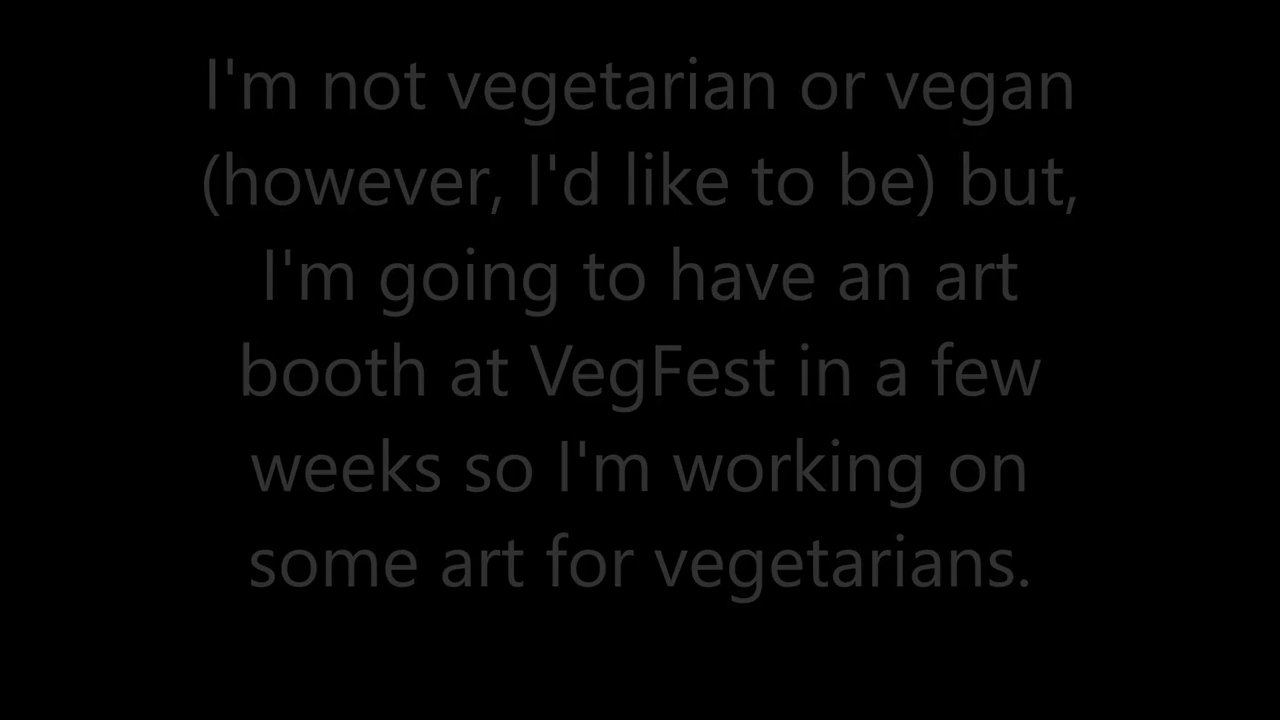 I'm not vegetarian or vegan
(however, I'd like to be) but,
I'm going to have an art
booth at VegFest in a few
weeks so I'm working on
some art for vegetarians.